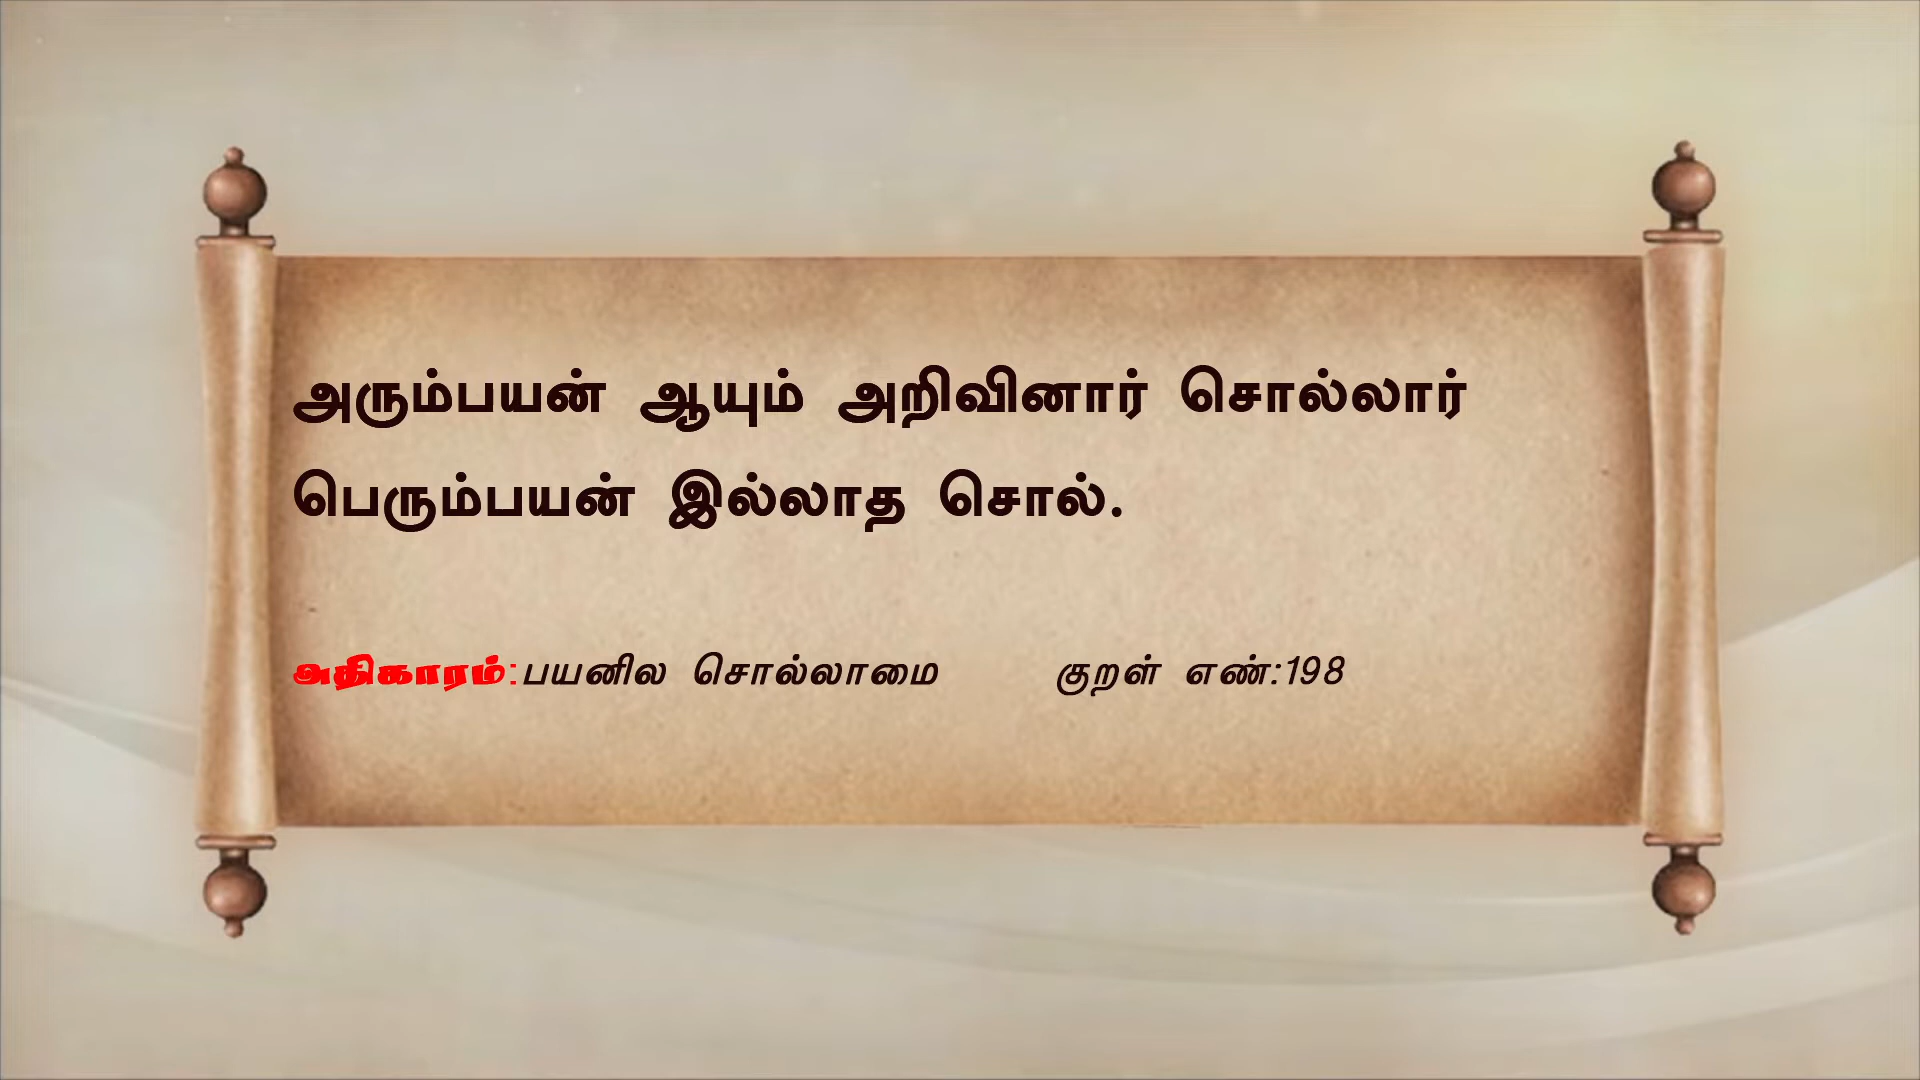 அரும்பயன் ஆயும் அறிவினார் சொல்லார்
பெரும்பயன் இல்லாத சொல்.
அதிகாரம்:பயனில சொல்லாமை குறள் எண்:198